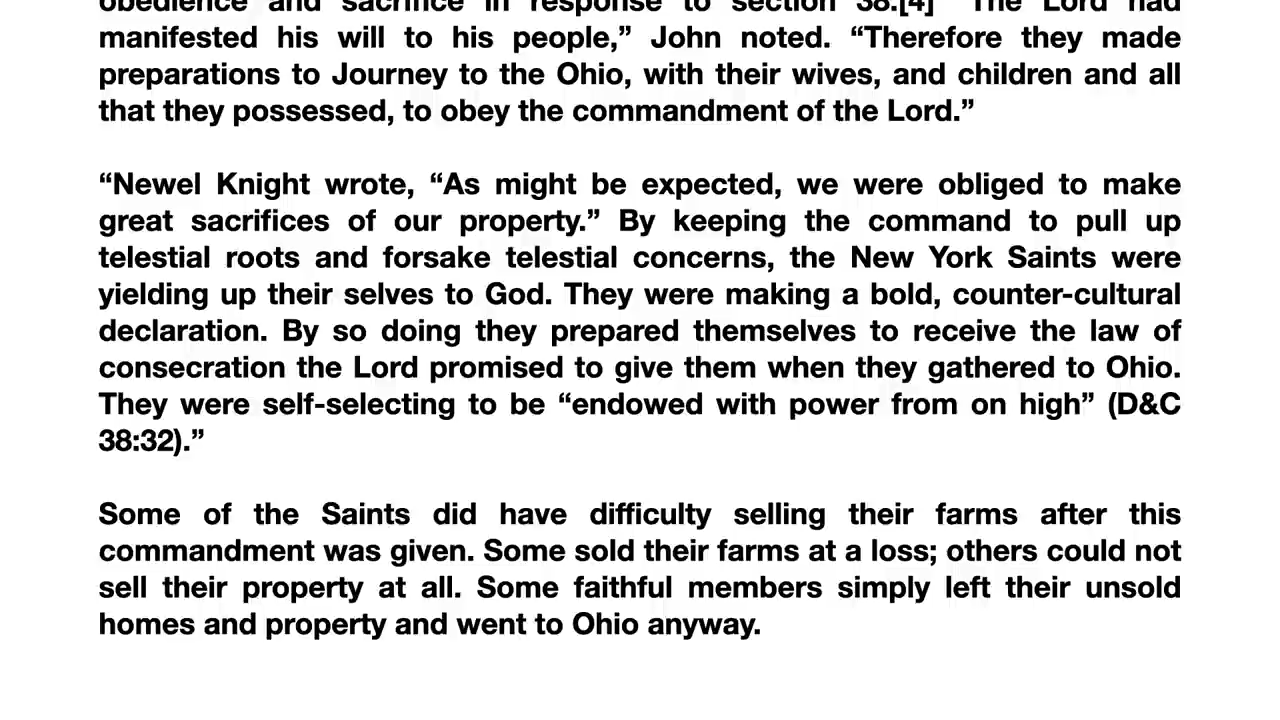 obedience and sacrifice in response to section 38.[4] “The Lord had
manifested his will to his people,” John noted. “Therefore they made
preparations to Journey to the Ohio, with their wives, and children and all
that they possessed, to obey the commandment of the Lord.”
“Newel Knight wrote, “As might be expected, we were obliged to make
great sacrifices of our property.” By keeping the command to pull up
telestial roots and forsake telestial concerns, the New York Saints were
yielding up their selves to God. They were making a bold, counter-cultural
declaration. By so doing they prepared themselves to receive the law of
consecration the Lord promised to give them when they gathered to Ohio.
They were self-selecting to be “endowed with power from on high” (D&C
38:32).”
Some of the Saints did have difficulty selling their farms after this
commandment was given. Some sold their farms at a loss; others could not
sell their property at all. Some faithful members simply left their unsold
homes and property and went to Ohio anyway.